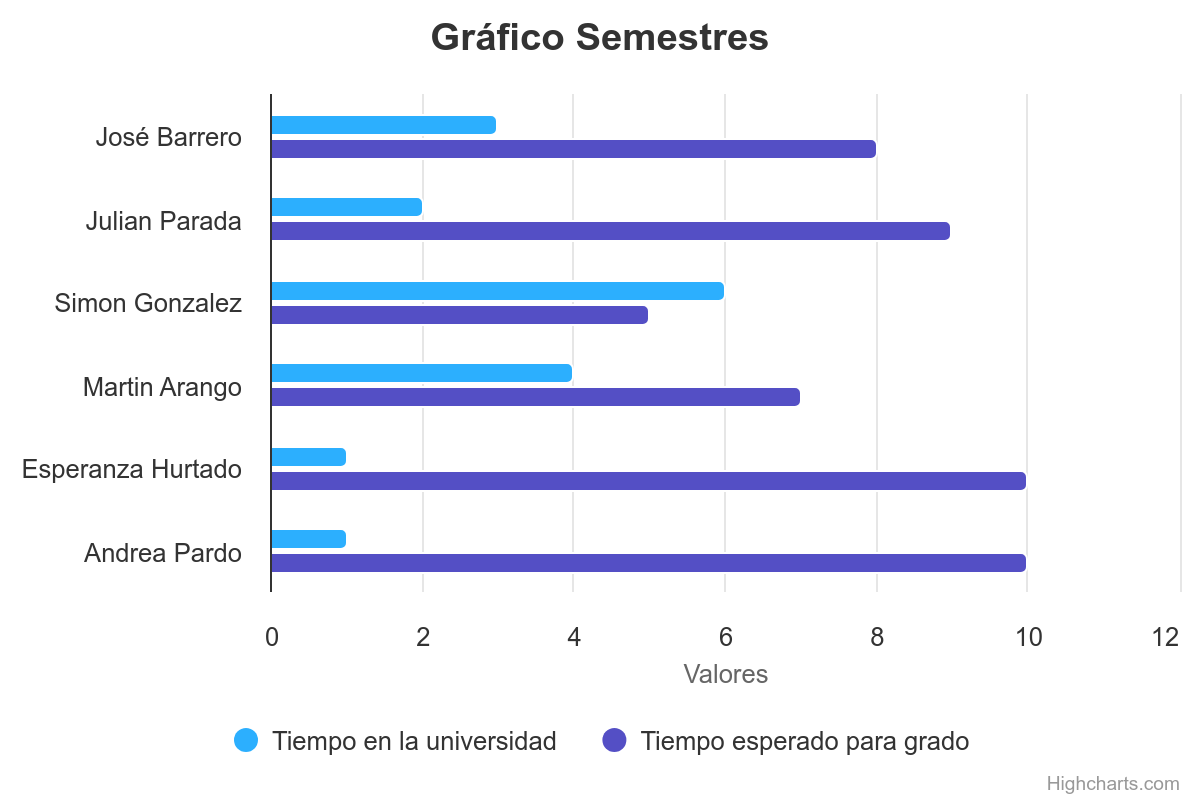 Gráfico Semestres
José Barrero
Julian Parada
Simon Gonzalez
Martin Arango
Esperanza Hurtado
Andrea Pardo
0 2 4 6 8 10 12
Valores
Tiempo en la universidad Tiempo esperado para grado
Highcharts.com